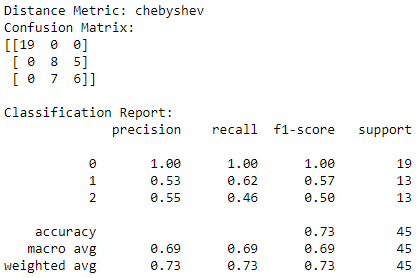 Distance Metric: chebyshev
Confusion Matrix:
[[19  0  0]
 [ 0  8  5]
 [ 0  7  6]]
Classification Report:
              precision    recall  f1-score   support
           0       1.00      1.00      1.00        19
           1       0.53      0.62      0.57        13
           2       0.55      0.46      0.50        13
    accuracy                           0.73        45
   macro avg       0.69      0.69      0.69        45
weighted avg       0.73      0.73      0.73        45